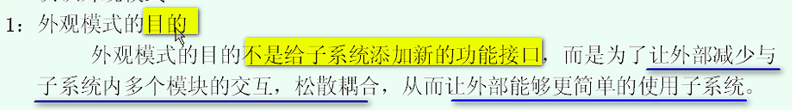 1：外观模式的目的
外观模式的目的不是给子系统添加新的功能接口，而是为了让外部减少与
子系统内多个模块的交互，松散耦合，从而让外部能够更简单的使用子系统。